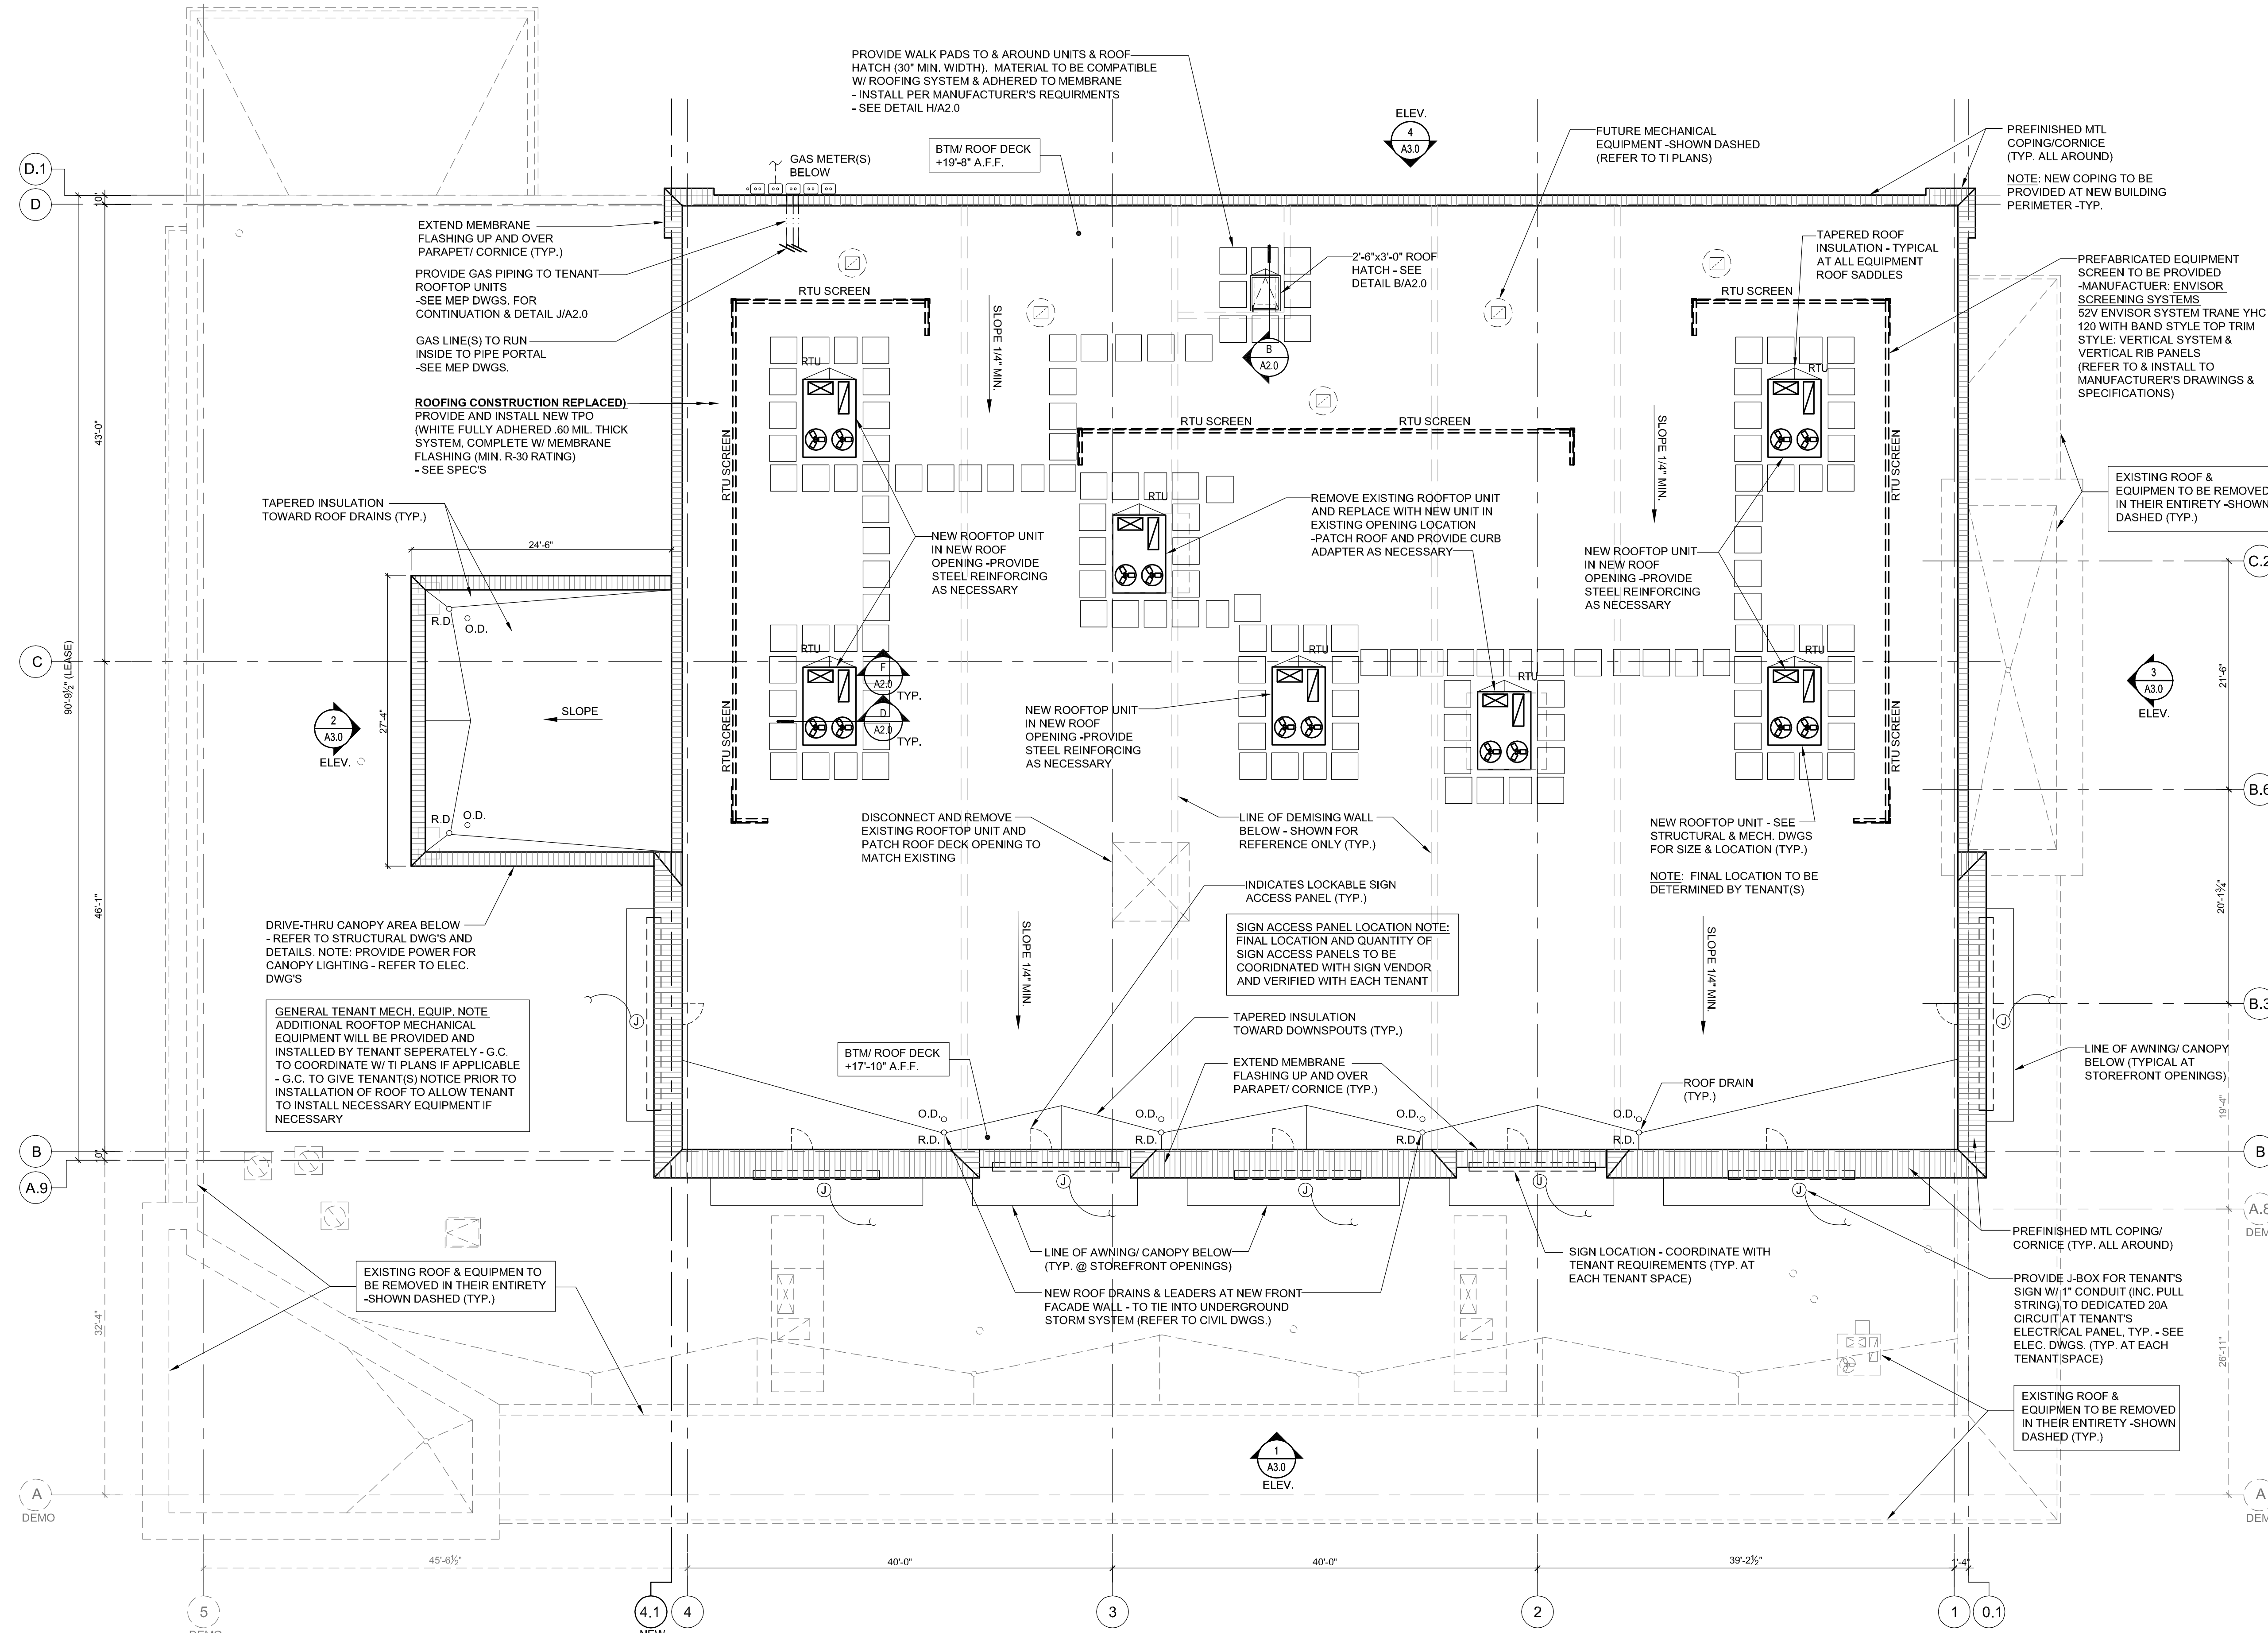 PROVIDE WALK PADS TO & AROUND UNITS & ROOF
HATCH (30" MIN. WIDTH). MATERIAL TO BE COMPATIBLE
W/ ROOFING SYSTEM & ADHERED TO MEMBRANE
- INSTALL PER MANUFACTURER'S REQUIRMENTS
- SEE DETAIL H/A2.0
ELEV.
4
A3.0
FUTURE MECHANICAL
EQUIPMENT -SHOWN DASHED
(REFER TO TI PLANS)
PREFINISHED MTL
COPING/CORNICE
(TYP. ALL AROUND)
NOTE: NEW COPING TO BE
PROVIDED AT NEW BUILDING
PERIMETER -TYP.
BTM/ ROOF DECK
+19'-8" A.F.F.
GAS METER(S)
BELOW
D.1
D
10"
EXTEND MEMBRANE
FLASHING UP AND OVER
PARAPET/ CORNICE (TYP.)
PROVIDE GAS PIPING TO TENANT
ROOFTOP UNITS
-SEE MEP DWGS. FOR
CONTINUATION & DETAIL J/A2.0
GAS LINE(S) TO RUN
INSIDE TO PIPE PORTAL
-SEE MEP DWGS.
ROOFING CONSTRUCTION REPLACED)
PROVIDE AND INSTALL NEW TPO
(WHITE FULLY ADHERED .60 MIL. THICK
SYSTEM, COMPLETE W/ MEMBRANE
FLASHING (MIN. R-30 RATING)
- SEE SPEC'S
TAPERED INSULATION
TOWARD ROOF DRAINS (TYP.)
2'-6"x3'-0" ROOF
HATCH - SEE
DETAIL B/A2.0
B
A2.0
TAPERED ROOF
INSULATION - TYPICAL
AT ALL EQUIPMENT
ROOF SADDLES
PREFABRICATED EQUIPMENT
SCREEN TO BE PROVIDED
-MANUFACTUER: ENVISOR
SCREENING SYSTEMS
52V ENVISOR SYSTEM TRANE YHC
120 WITH BAND STYLE TOP TRIM
STYLE: VERTICAL SYSTEM &
VERTICAL RIB PANELS
(REFER TO & INSTALL TO
MANUFACTURER'S DRAWINGS &
SPECIFICATIONS)
RTU SCREEN
RTU SCREEN
RTU SCREEN
RTU SCREEN
RTU SCREEN
RTU SCREEN
RTU SCREEN
RTU SCREEN
SLOPE 1/4" MIN.
SLOPE 1/4" MIN.
RTU
RTU
RTU
RTU
RTU
RTU
RTU
43'-0"
90'-9½" (LEASE)
46'-1"
24'-6"
27'-4"
EXISTING ROOF &
EQUIPMEN TO BE REMOVED
IN THEIR ENTIRETY -SHOWN
DASHED (TYP.)
REMOVE EXISTING ROOFTOP UNIT
AND REPLACE WITH NEW UNIT IN
EXISTING OPENING LOCATION
-PATCH ROOF AND PROVIDE CURB
ADAPTER AS NECESSARY
NEW ROOFTOP UNIT
IN NEW ROOF
OPENING -PROVIDE
STEEL REINFORCING
AS NECESSARY
NEW ROOFTOP UNIT
IN NEW ROOF
OPENING -PROVIDE
STEEL REINFORCING
AS NECESSARY
C.2
C
R.D.
O.D.
SLOPE
R.D.
O.D.
2
A3.0
ELEV.
F
A2.0
TYP.
D
A2.0
TYP.
NEW ROOFTOP UNIT
IN NEW ROOF
OPENING -PROVIDE
STEEL REINFORCING
AS NECESSARY
3
A3.0
ELEV.
21'-6"
B.6
20'-1¾"
B.3
DISCONNECT AND REMOVE
EXISTING ROOFTOP UNIT AND
PATCH ROOF DECK OPENING TO
MATCH EXISTING
LINE OF DEMISING WALL
BELOW - SHOWN FOR
REFERENCE ONLY (TYP.)
NEW ROOFTOP UNIT - SEE
STRUCTURAL & MECH. DWGS
FOR SIZE & LOCATION (TYP.)
NOTE: FINAL LOCATION TO BE
DETERMINED BY TENANT(S)
INDICATES LOCKABLE SIGN
ACCESS PANEL (TYP.)
SIGN ACCESS PANEL LOCATION NOTE:
FINAL LOCATION AND QUANTITY OF
SIGN ACCESS PANELS TO BE
COORIDNATED WITH SIGN VENDOR
AND VERIFIED WITH EACH TENANT
SLOPE 1/4" MIN.
SLOPE 1/4" MIN.
DRIVE-THRU CANOPY AREA BELOW
- REFER TO STRUCTURAL DWG'S AND
DETAILS. NOTE: PROVIDE POWER FOR
CANOPY LIGHTING - REFER TO ELEC.
DWG'S
GENERAL TENANT MECH. EQUIP. NOTE
ADDITIONAL ROOFTOP MECHANICAL
EQUIPMENT WILL BE PROVIDED AND
INSTALLED BY TENANT SEPERATELY - G.C.
TO COORDINATE W/ TI PLANS IF APPLICABLE
- G.C. TO GIVE TENANT(S) NOTICE PRIOR TO
INSTALLATION OF ROOF TO ALLOW TENANT
TO INSTALL NECESSARY EQUIPMENT IF
NECESSARY
J
TAPERED INSULATION
TOWARD DOWNSPOUTS (TYP.)
BTM/ ROOF DECK
+17'-10" A.F.F.
EXTEND MEMBRANE
FLASHING UP AND OVER
PARAPET/ CORNICE (TYP.)
ROOF DRAIN
(TYP.)
J
LINE OF AWNING/ CANOPY
BELOW (TYPICAL AT
STOREFRONT OPENINGS)
O.D.
R.D.
O.D.
R.D.
O.D.
R.D.
O.D.
R.D.
19'-4"
B
10"
A.9
B
J
J
J
J
J
A.8
PREFINISHED MTL COPING/
CORNICE (TYP. ALL AROUND)
LINE OF AWNING/ CANOPY BELOW
(TYP. @ STOREFRONT OPENINGS)
SIGN LOCATION - COORDINATE WITH
TENANT REQUIREMENTS (TYP. AT
EACH TENANT SPACE)
EXISTING ROOF & EQUIPMEN TO
BE REMOVED IN THEIR ENTIRETY
-SHOWN DASHED (TYP.)
NEW ROOF DRAINS & LEADERS AT NEW FRONT
FACADE WALL - TO TIE INTO UNDERGROUND
STORM SYSTEM (REFER TO CIVIL DWGS.)
PROVIDE J-BOX FOR TENANT'S
SIGN W/ 1" CONDUIT (INC. PULL
STRING) TO DEDICATED 20A
CIRCUIT AT TENANT'S
ELECTRICAL PANEL, TYP. - SEE
ELEC. DWGS. (TYP. AT EACH
TENANT SPACE)
32'-4"
26'-11"
EXISTING ROOF &
EQUIPMEN TO BE REMOVED
IN THEIR ENTIRETY -SHOWN
DASHED (TYP.)
1
A3.0
ELEV.
A
DEMO
A
45'-6½"
40'-0"
40'-0"
39'-2½"
1'-4"
5
DEMO
4.1
NEW
4
3
2
1
0.1